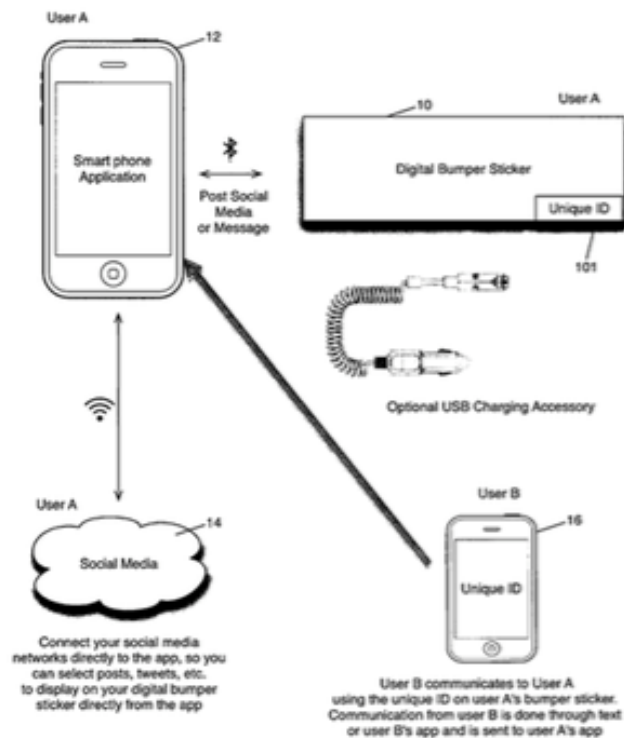 User A
12
Smart phone
Application
Post Social
Media
or Message
10
User A
Digital Bumper Sticker
Unique ID
101
Optional USB Charging Accessory
User A
14
Social Media
Connect your social media
networks directly to the app, so you
can select posts, tweets, etc.
to display on your digital bumper
sticker directly from the app
User B
16
Unique ID
User B communicates to User A
using the unique ID on user A's bumper sticker.
Communication from user B is done through text
or user B's app and is sent to user A's app